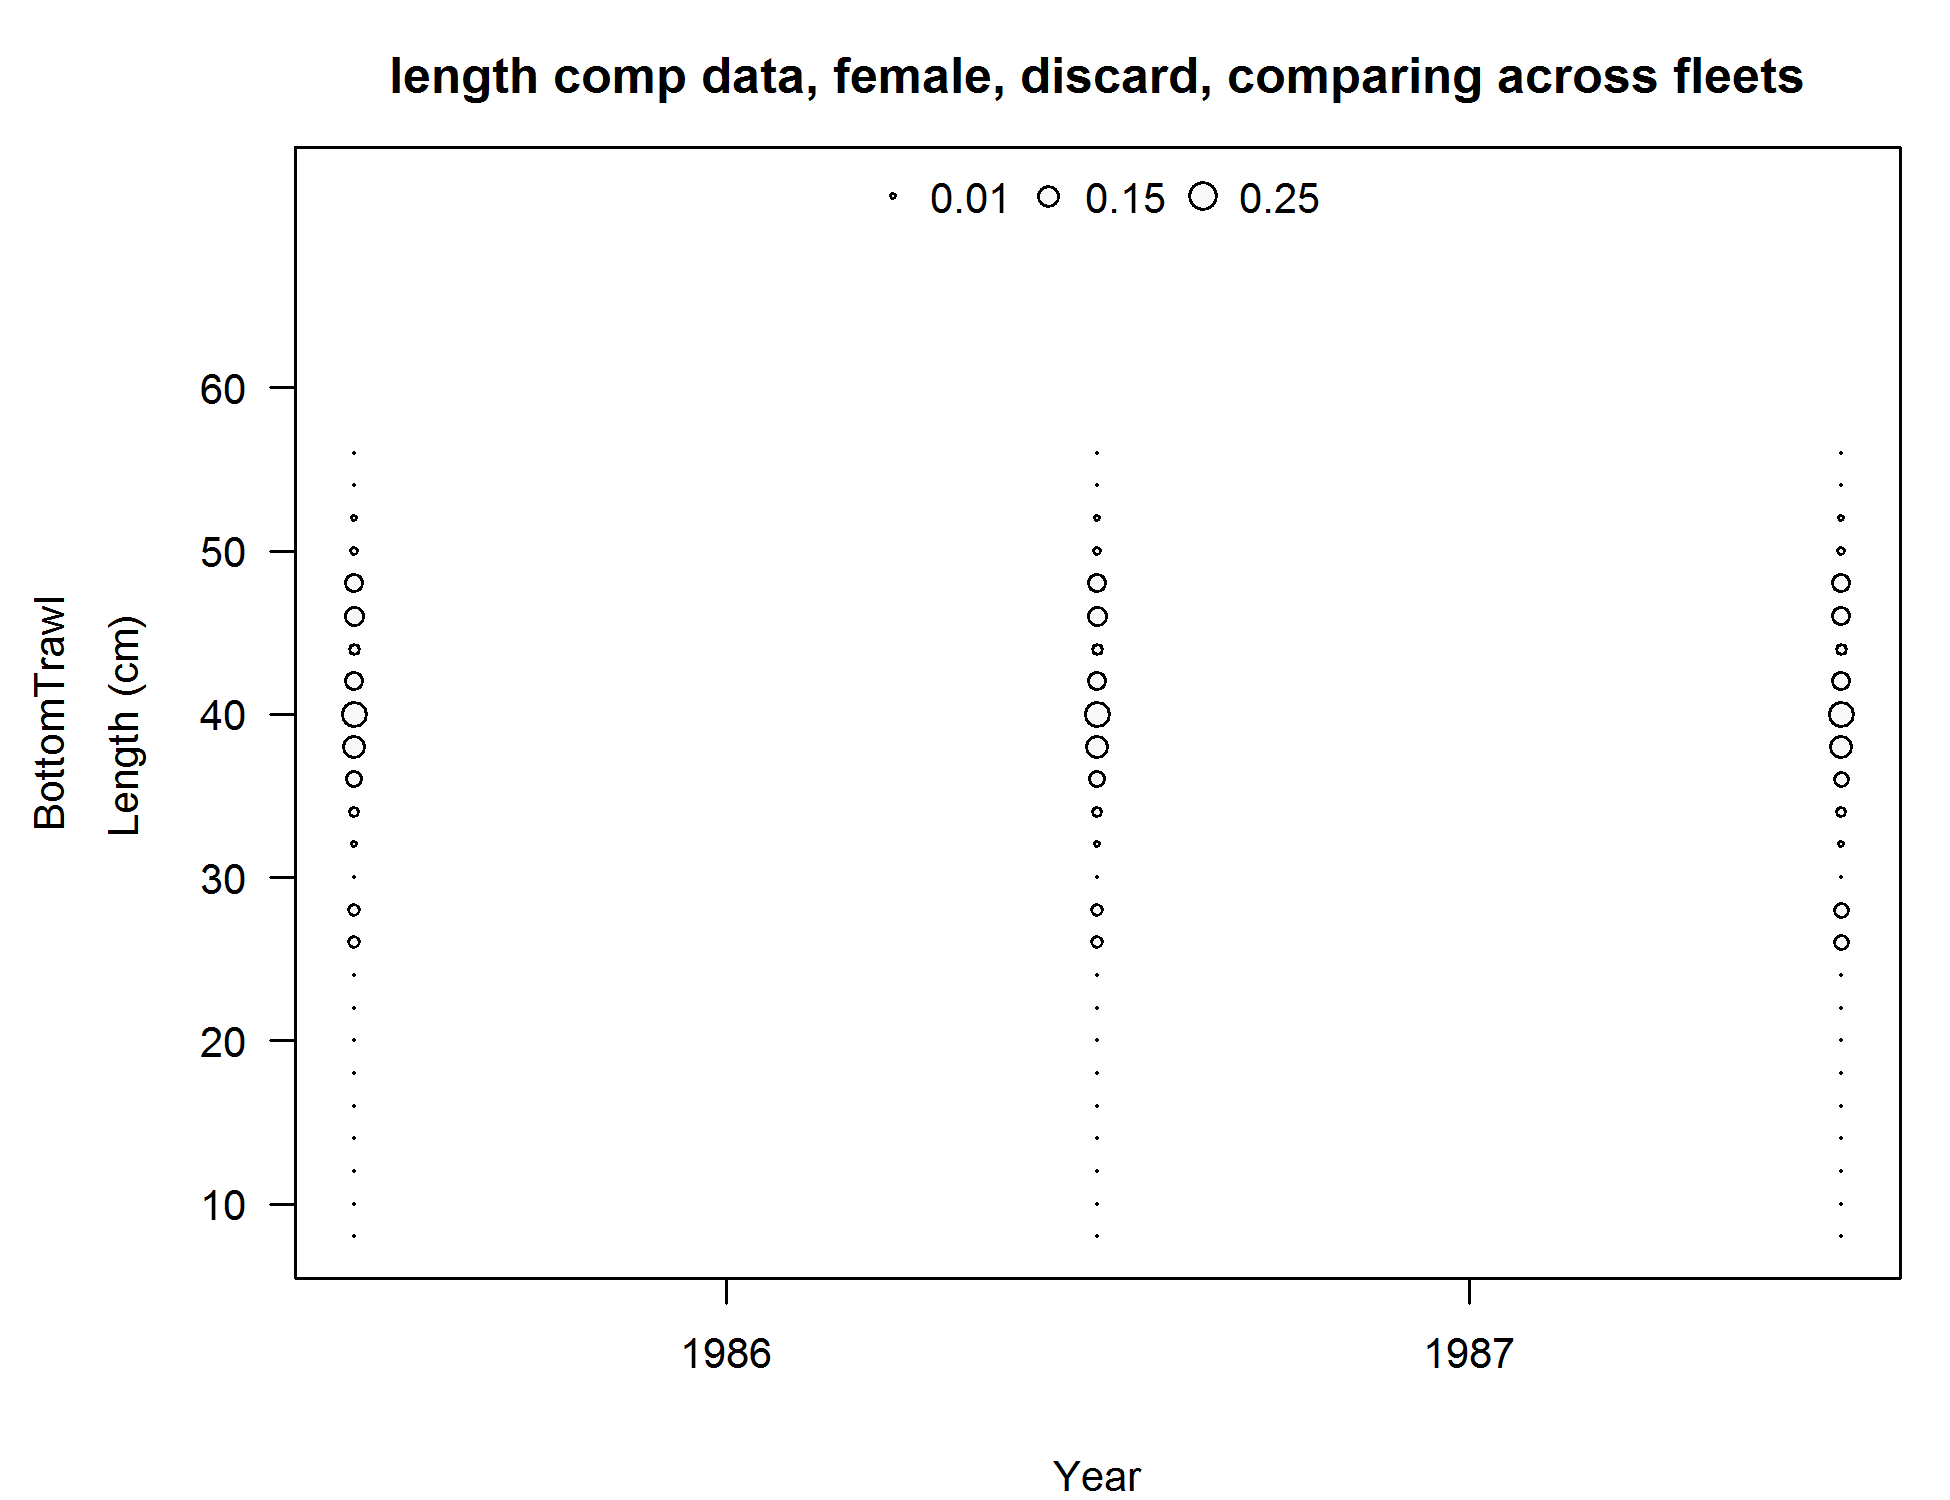 length comp data, female, discard, comparing across fleets
0.01 0.15 0.25
BottomTrawl
Length (cm)
60
50
40
30
20
10
1986 1987
Year